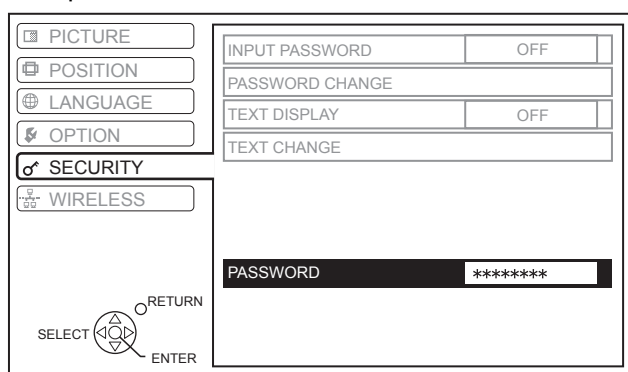 PICTURE
POSITION
LANGUAGE
OPTION
SECURITY
WIRELESS
INPUT PASSWORD OFF
PASSWORD CHANGE
TEXT DISPLAY OFF
TEXT CHANGE
PASSWORD ********
RETURN
SELECT
ENTER